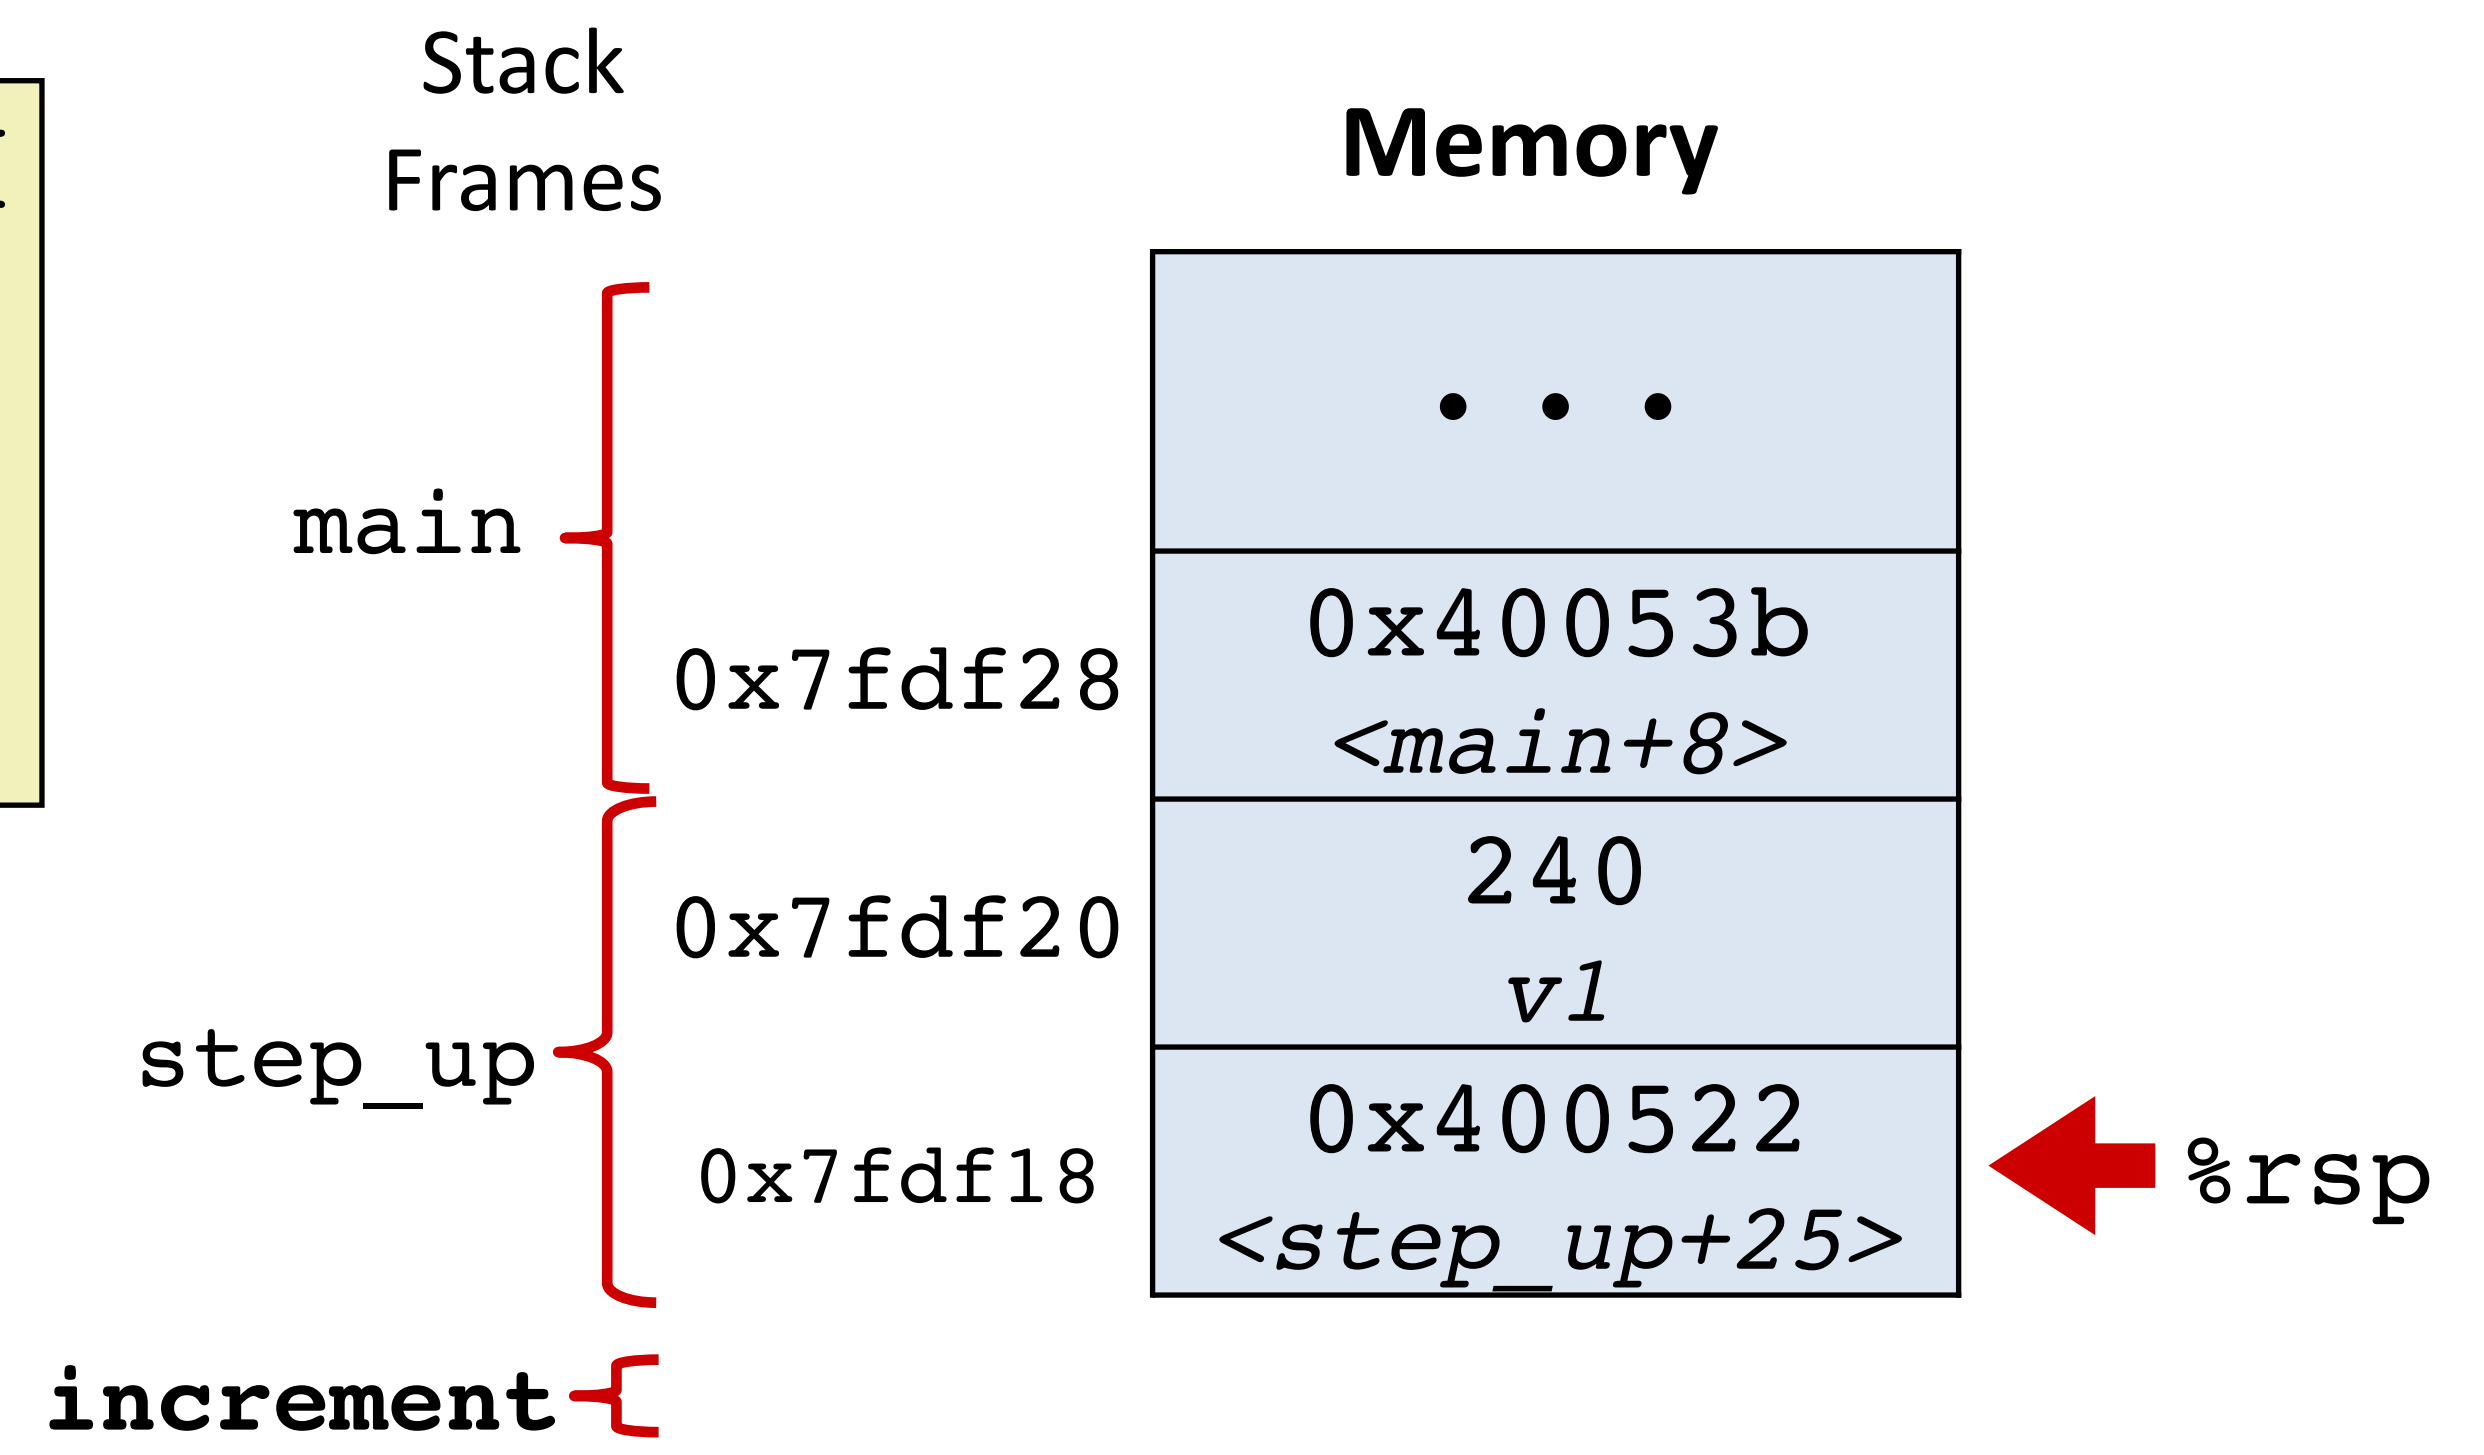 Stack
Frames
Memory
. . .
main
0x7fdf28
0x40053b
<main+8>
0x7fdf20
240
v1
step_up
0x7fdf18
0x400522
<step_up+25>
%rsp
increment